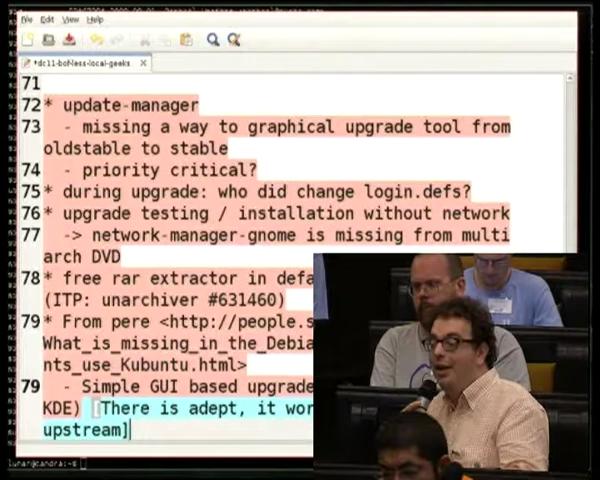 File Edit View Help
*dc11-bofless-local-geeks
71
72 * update-manager
73 - missing a way to graphical upgrade tool from
oldstable to stable
74 - priority critical?
75 * during upgrade: who did change login.defs?
76 * upgrade testing / installation without network
77 -> network-manager-gnome is missing from multi
arch DVD
78 * free rar extractor in defa
(ITP: unarchiver #631460)
79 * From pere <http://people.s
What_is_missing_in_the_Debia
nts_use_Kubuntu.html>
79 - Simple GUI based upgrade
KDE) [There is adept, it wor
upstream]